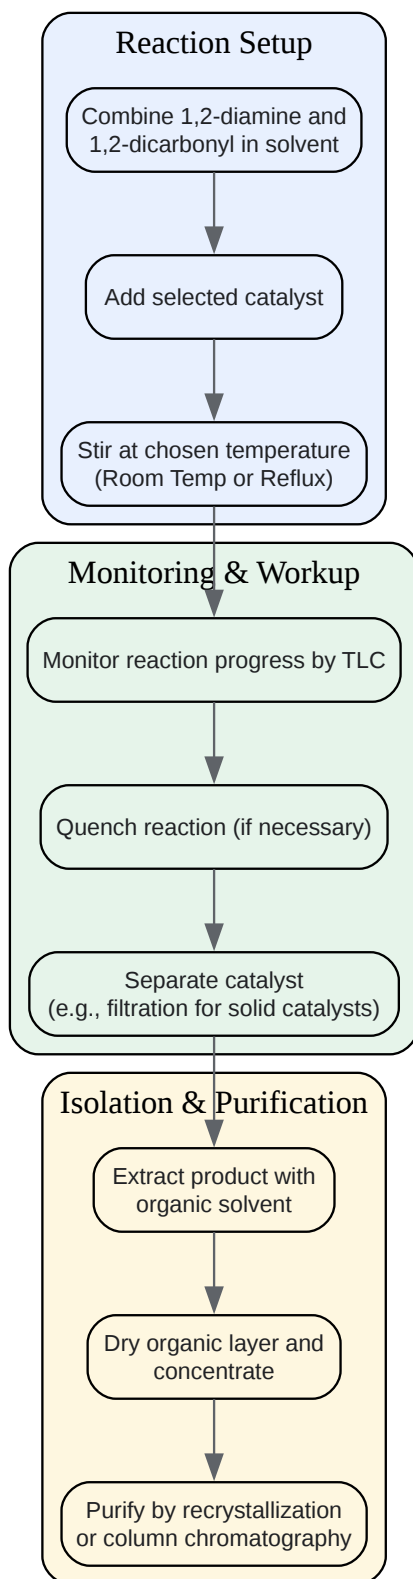 Reaction Setup
Combine 1,2-diamine and
1,2-dicarbonyl in solvent
Add selected catalyst
Stir at chosen temperature
(Room Temp or Reflux)
Monitoring & Workup
Monitor reaction progress by TLC
Quench reaction (if necessary)
Separate catalyst
(e.g., filtration for solid catalysts)
Isolation & Purification
Extract product with
organic solvent
Dry organic layer and
concentrate
Purify by recrystallization
or column chromatography